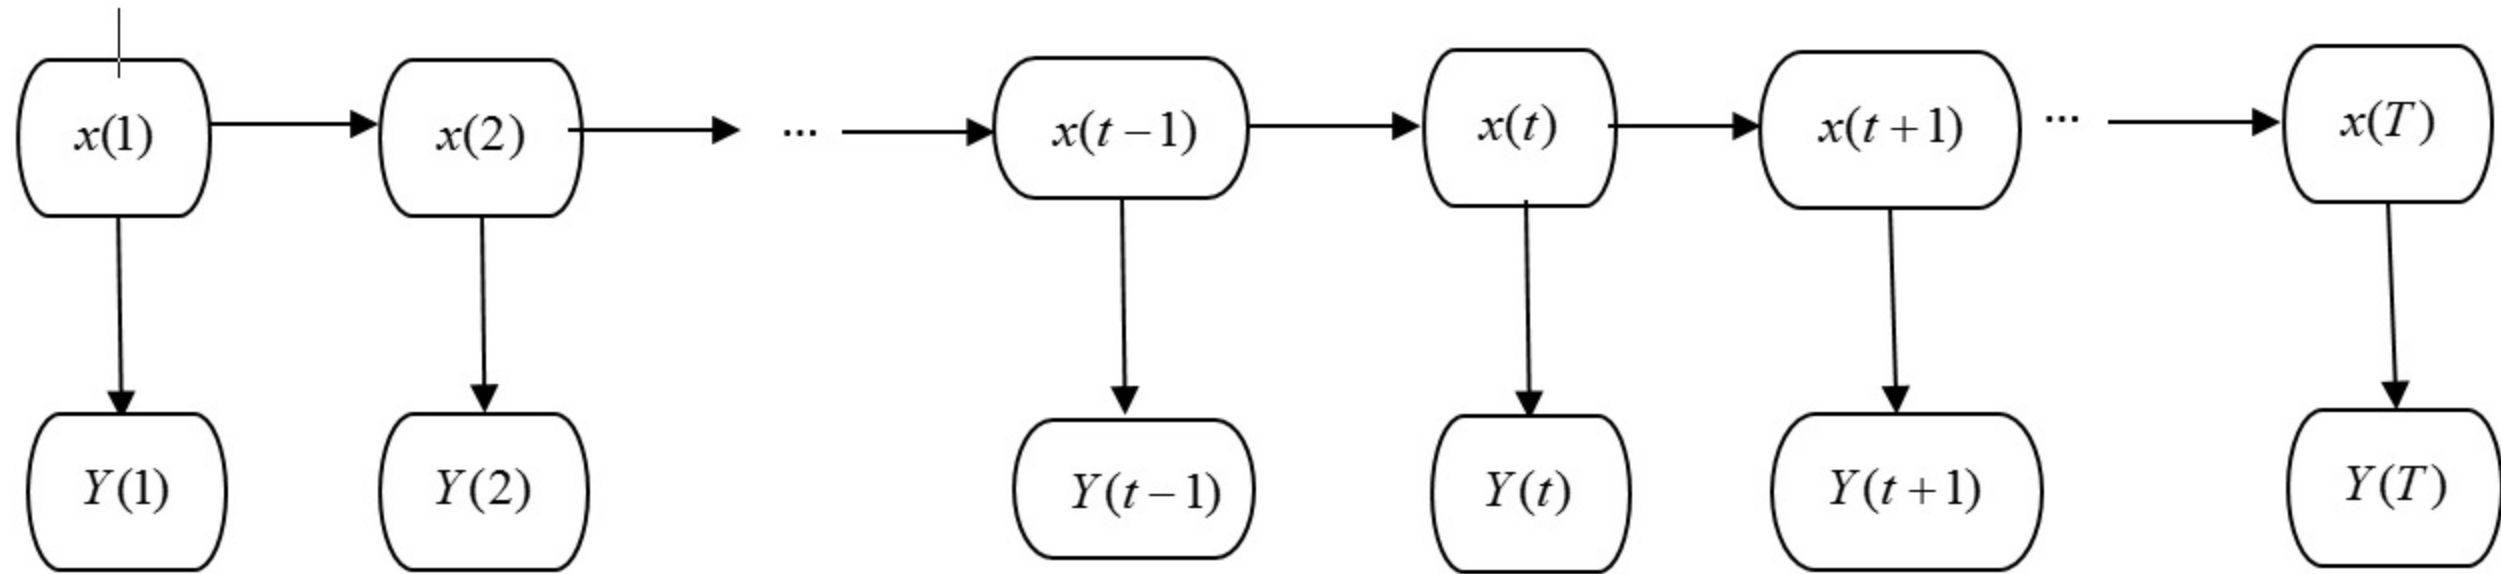 x(1) x(2) ... x(t−1) x(t) x(t+1) ... x(T)
Y(1) Y(2) Y(t−1) Y(t) Y(t+1) Y(T)